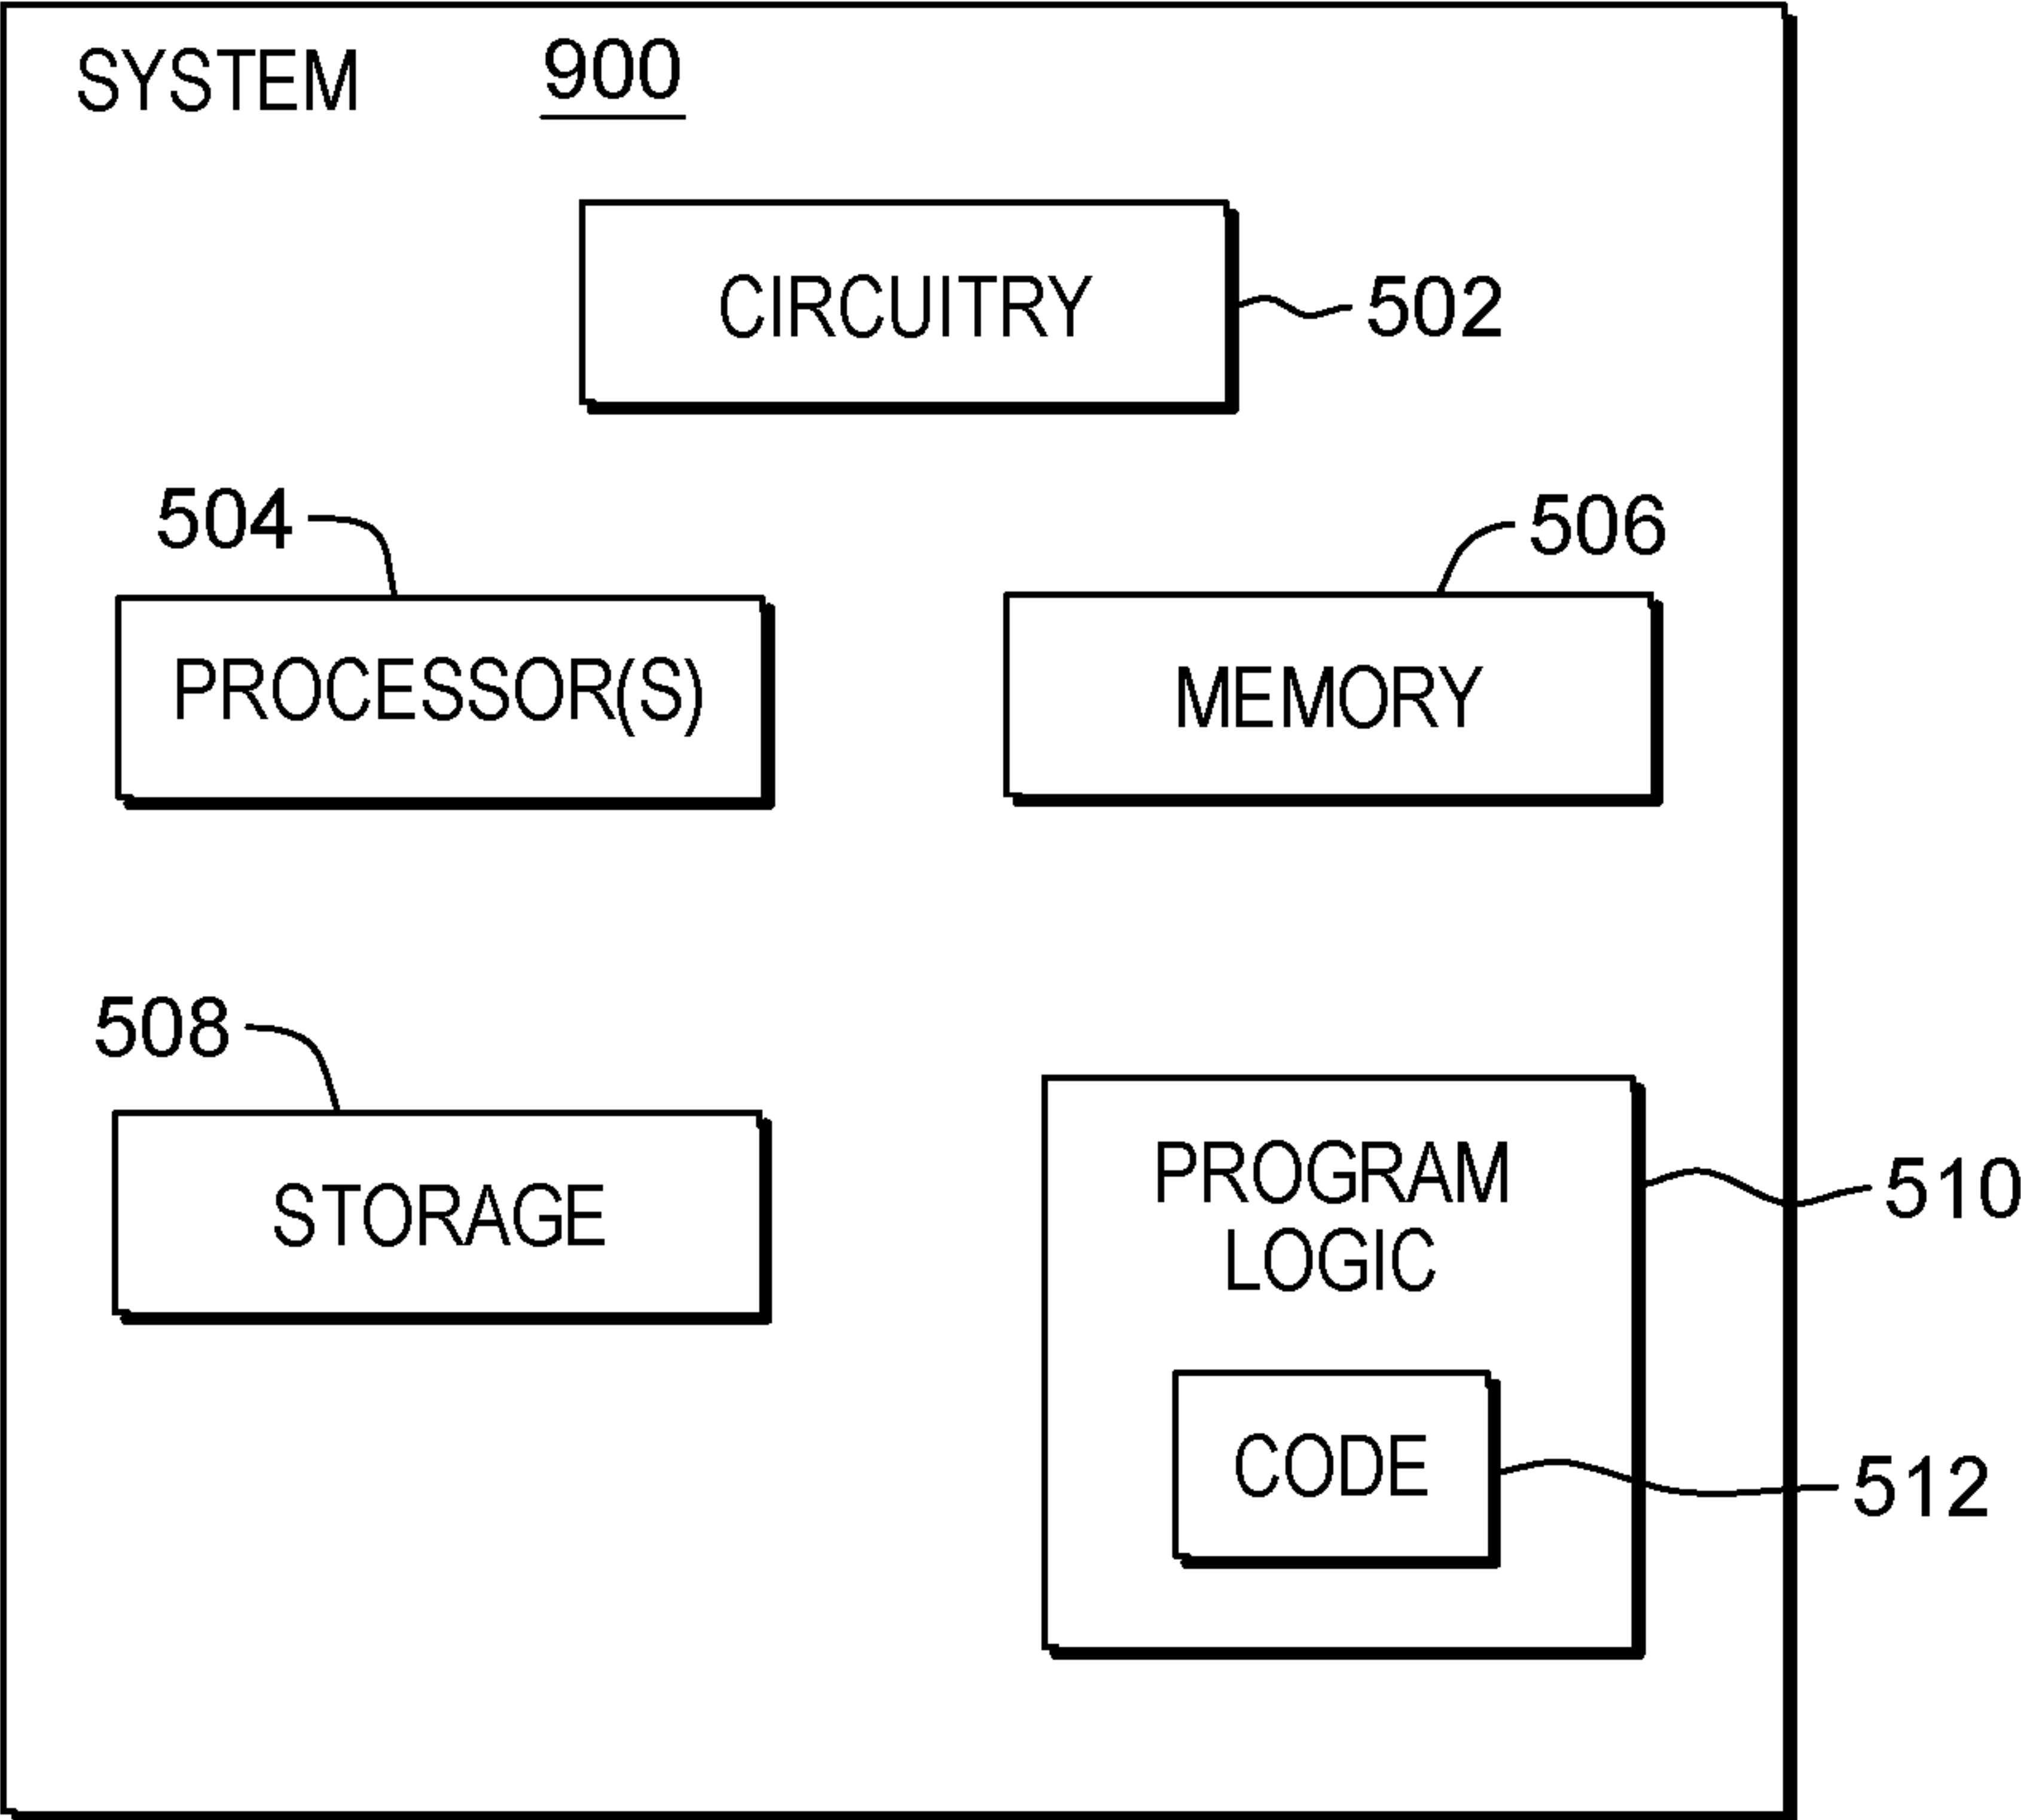 SYSTEM 900
CIRCUITRY 502
504
506
PROCESSOR(S)
MEMORY
508
STORAGE
PROGRAM
LOGIC
510
CODE
512